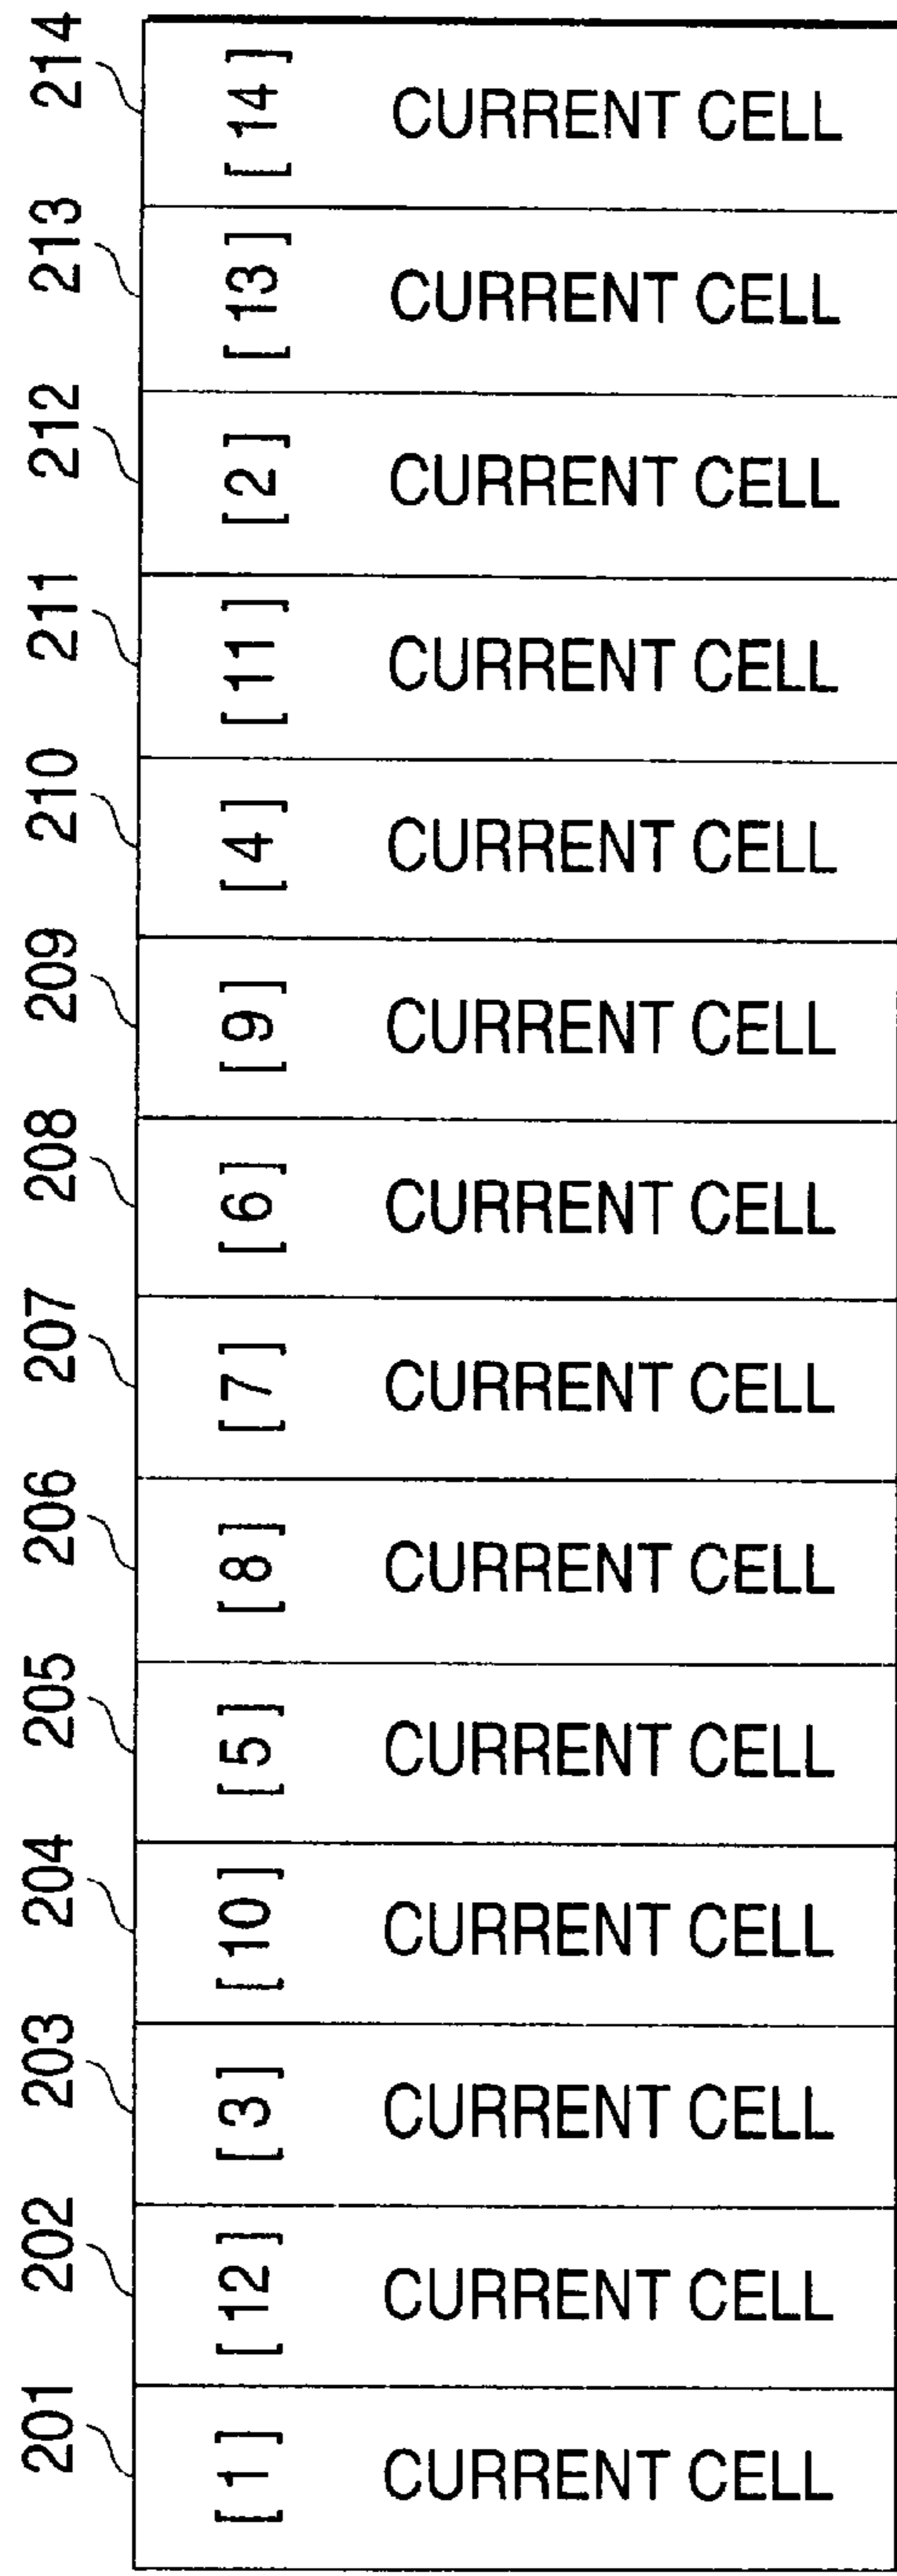 214 [14] CURRENT CELL
213 [13] CURRENT CELL
212 [2] CURRENT CELL
211 [11] CURRENT CELL
210 [4] CURRENT CELL
209 [9] CURRENT CELL
208 [6] CURRENT CELL
207 [7] CURRENT CELL
206 [8] CURRENT CELL
205 [5] CURRENT CELL
204 [10] CURRENT CELL
203 [3] CURRENT CELL
202 [12] CURRENT CELL
201 [1] CURRENT CELL